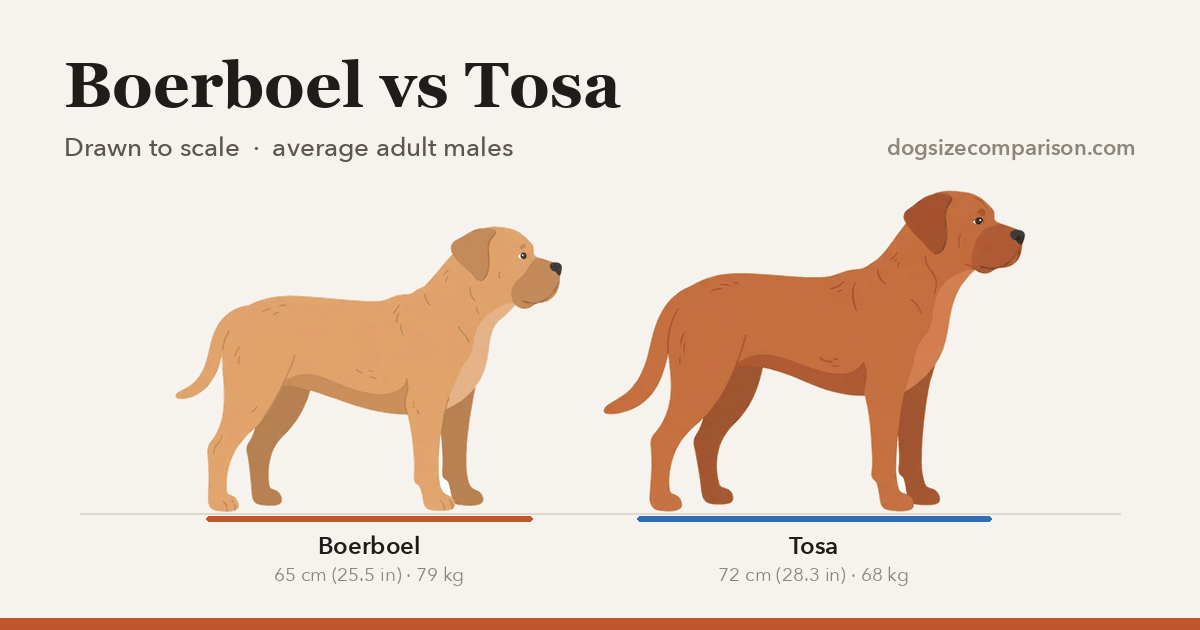 Boerboel vs Tosa
Drawn to scale · average adult males
dogsizecomparison.com
Boerboel
65 cm (25.5 in) · 79 kg
Tosa
72 cm (28.3 in) · 68 kg